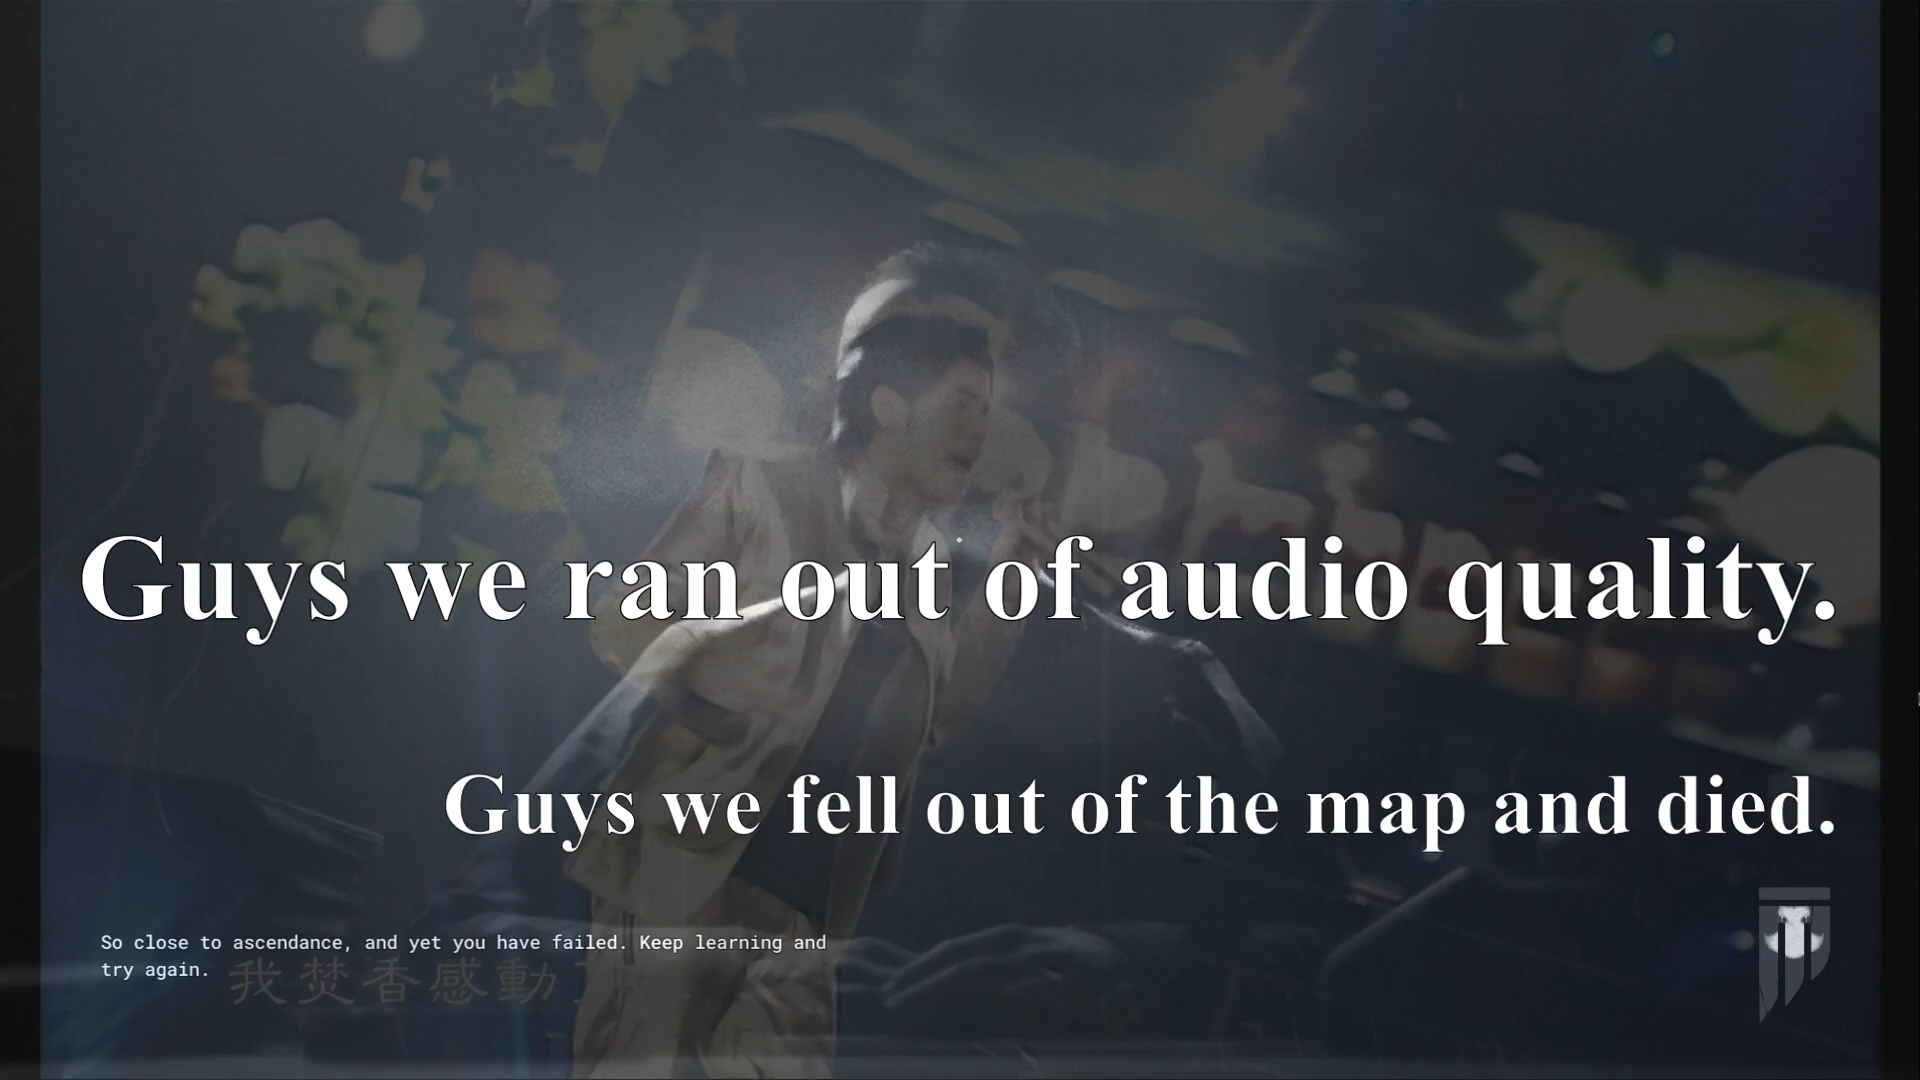 Guys we ran out of audio quality.
Guys we fell out of the map and died.
So close to ascendance, and yet you have failed. Keep learning and
try again.
我焚香感動